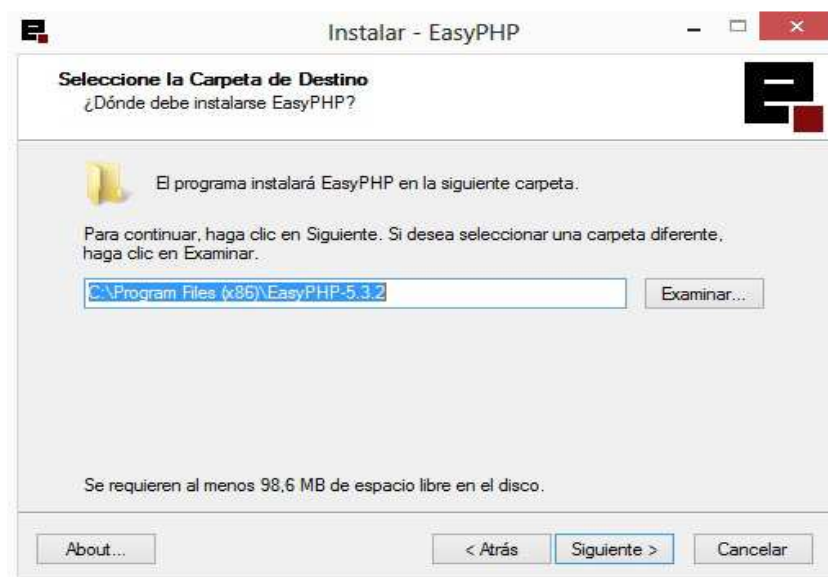 Instalar - EasyPHP
Seleccione la Carpeta de Destino
¿Dónde debe instalarse EasyPHP?
El programa instalará EasyPHP en la siguiente carpeta.
Para continuar, haga clic en Siguiente. Si desea seleccionar una carpeta diferente,
haga clic en Examinar.
C:\Program Files (x86)\EasyPHP-5.3.2
Examinar...
Se requieren al menos 98,6 MB de espacio libre en el disco.
About...
< Atrás
Siguiente >
Cancelar